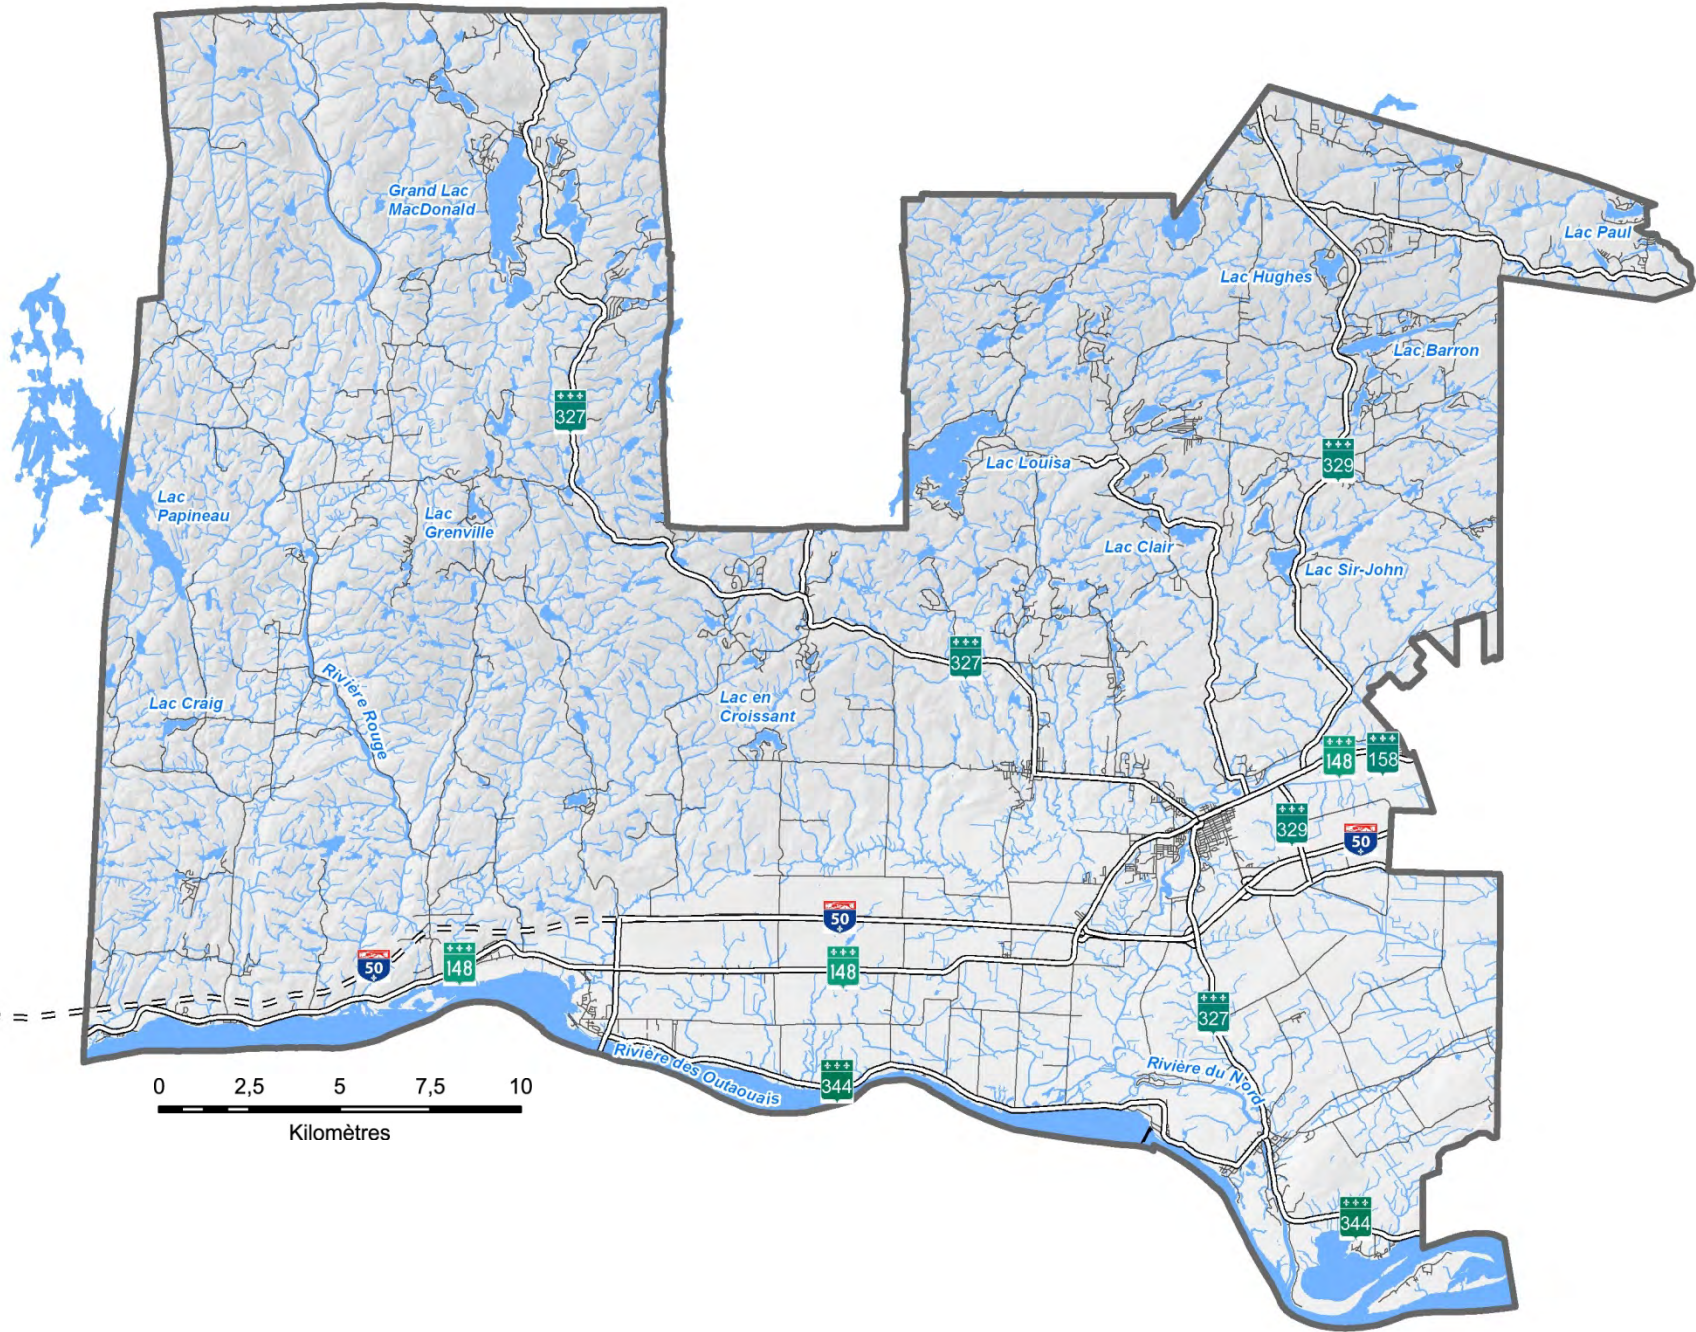 Grand Lac
MacDonald
Lac Paul
Lac Hughes
Lac Barron
327
329
Lac Louisa
Lac
Papineau
Lac
Grenville
Lac Clair
Lac Sir-John
327
Rivière Rouge
Lac Craig
Lac en
Croissant
148
158
329
50
50
148
50
148
327
Rivière des Outaouais
344
Rivière du Nord
344
0 2,5 5 7,5 10
Kilomètres